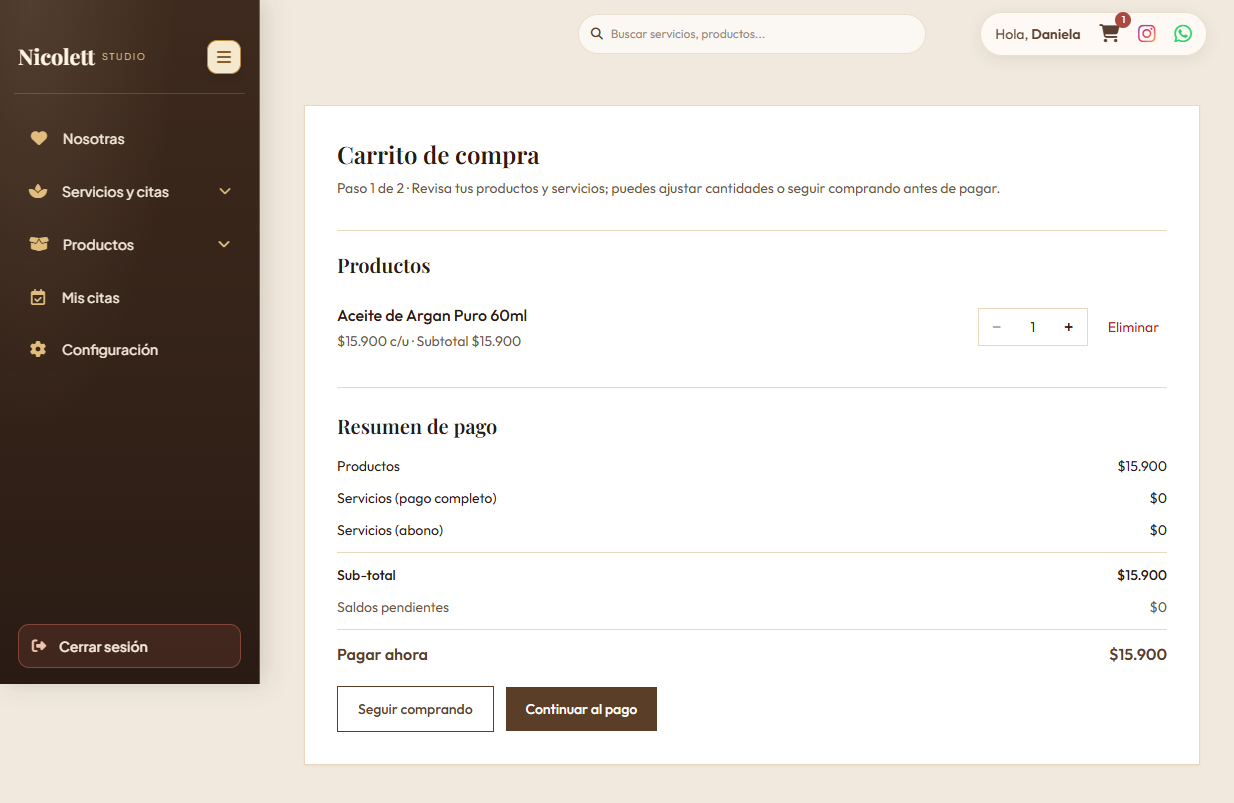 Nicolett STUDIO
Nosotras
Servicios y citas
Productos
Mis citas
Configuración
Cerrar sesión
Buscar servicios, productos...
Hola, Daniela
1
Carrito de compra
Paso 1 de 2 · Revisa tus productos y servicios; puedes ajustar cantidades o seguir comprando antes de pagar.
Productos
Aceite de Argan Puro 60ml
$15.900 c/u · Subtotal $15.900
− 1 + Eliminar
Resumen de pago
Productos $15.900
Servicios (pago completo) $0
Servicios (abono) $0
Sub-total $15.900
Saldos pendientes $0
Pagar ahora $15.900
Seguir comprando Continuar al pago